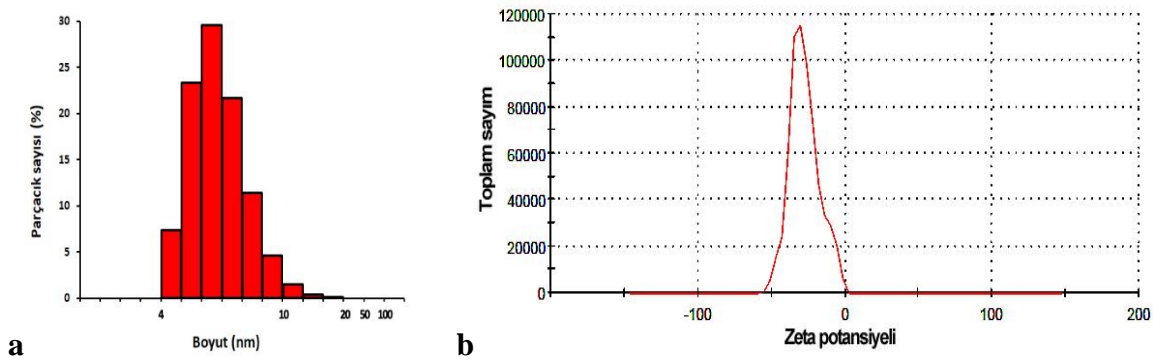 Parçacık sayısı (%)
30
25
20
15
10
5
0
4 10 20 50 100
Boyut (nm)
a
Toplam sayım
120000
100000
80000
60000
40000
20000
0
-100 0 100 200
Zeta potansiyeli
b